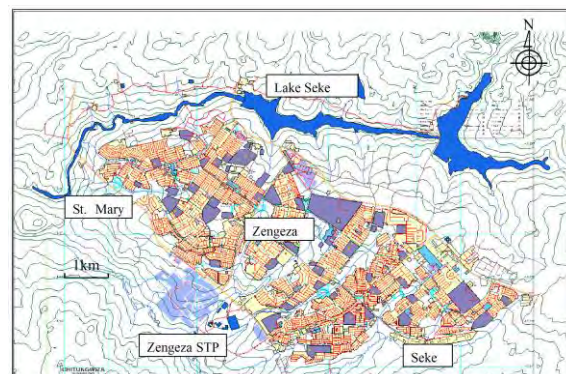 N
Lake Seke
St. Mary
Zengeza
1km
Zengeza STP
Seke